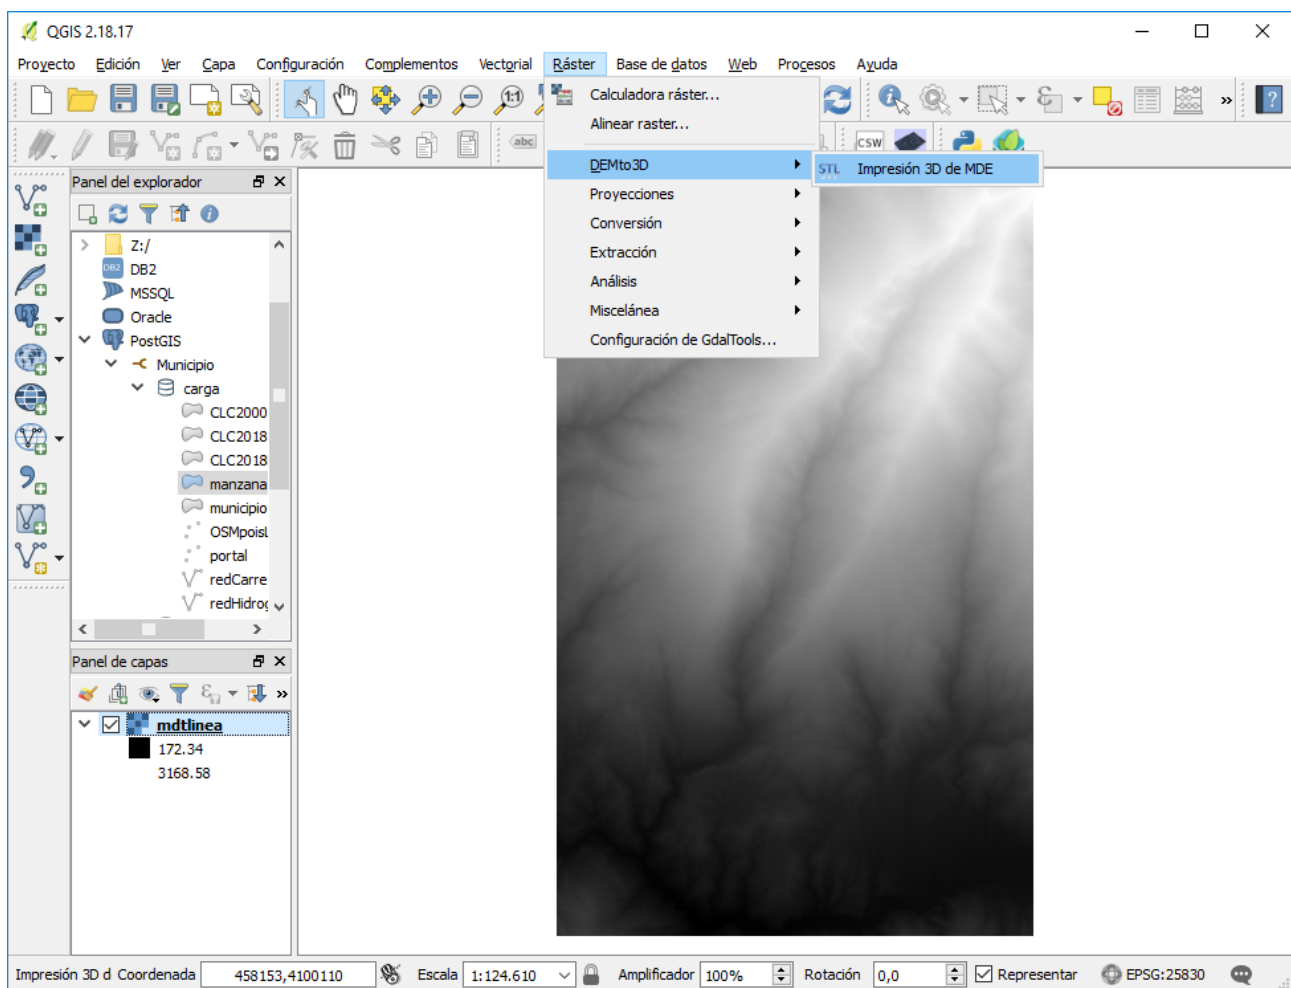 QGIS 2.18.17
Proyecto Edición Ver Capa Configuración Complementos Vectorial Ráster Base de datos Web Procesos Ayuda
1:1
abc
CSW
Calculadora ráster...
Alinear raster...
DEMto3D
STL Impresión 3D de MDE
Proyecciones
Conversión
Extracción
Análisis
Miscelánea
Configuración de GdalTools...
Panel del explorador
Z:/
DB2 DB2
MSSQL
Oracle
PostGIS
Municipio
carga
CLC2000
CLC2018
CLC2018
manzana
municipio
OSMpoisL
portal
redCarre
redHidrog
Panel de capas
mdtlinea
172.34
3168.58
Impresión 3D d Coordenada 458153,4100110 Escala 1:124.610 Amplificador 100% Rotación 0,0 Representar EPSG:25830